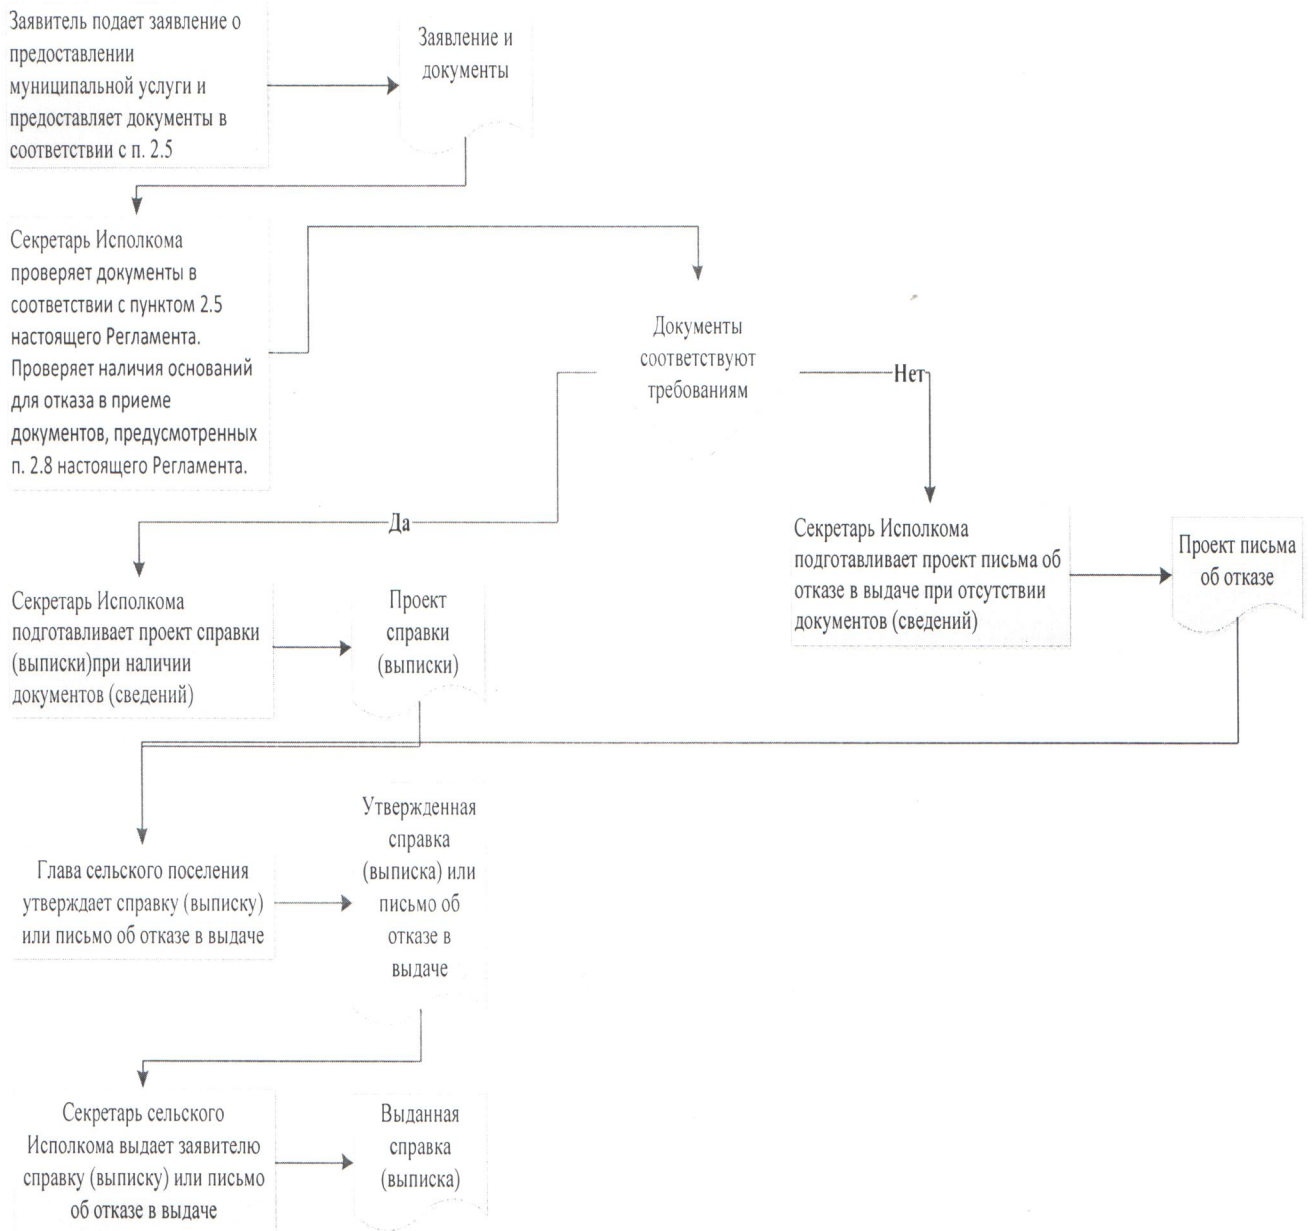 Заявитель подает заявление о
предоставлении
муниципальной услуги и
предоставляет документы в
соответствии с п. 2.5
Заявление и
документы
Секретарь Исполкома
проверяет документы в
соответствии с пунктом 2.5
настоящего Регламента.
Проверяет наличия оснований
для отказа в приеме
документов, предусмотренных
п. 2.8 настоящего Регламента.
Документы
соответствуют
требованиям
Нет
Да
Секретарь Исполкома
подготавливает проект письма об
отказе в выдаче при отсутствии
документов (сведений)
Проект письма
об отказе
Секретарь Исполкома
подготавливает проект справки
(выписки)при наличии
документов (сведений)
Проект
справки
(выписки)
Глава сельского поселения
утверждает справку (выписку)
или письмо об отказе в выдаче
Утвержденная
справка
(выписка) или
письмо об
отказе в
выдаче
Секретарь сельского
Исполкома выдает заявителю
справку (выписку) или письмо
об отказе в выдаче
Выданная
справка
(выписка)